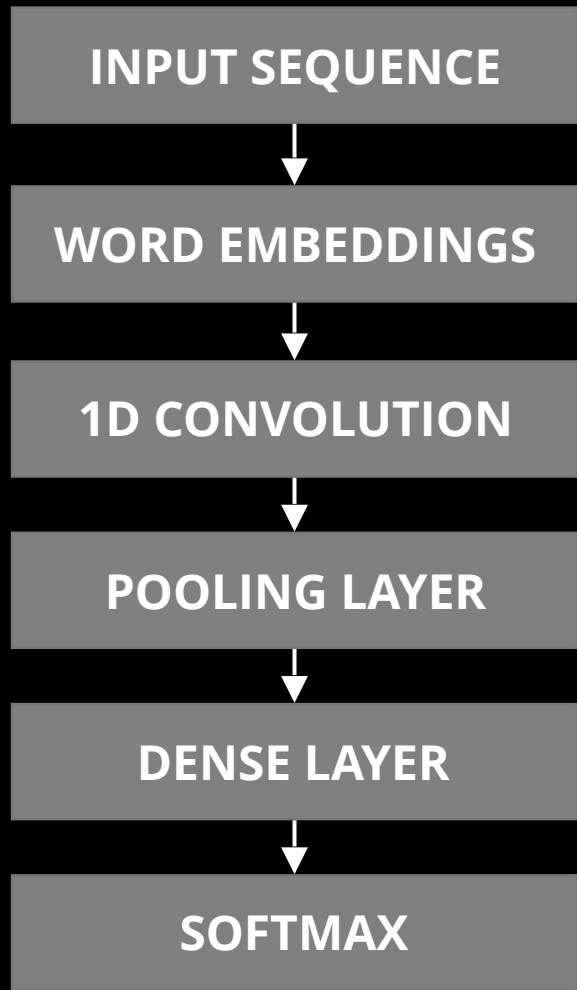 INPUT SEQUENCE
WORD EMBEDDINGS
1D CONVOLUTION
POOLING LAYER
DENSE LAYER
SOFTMAX